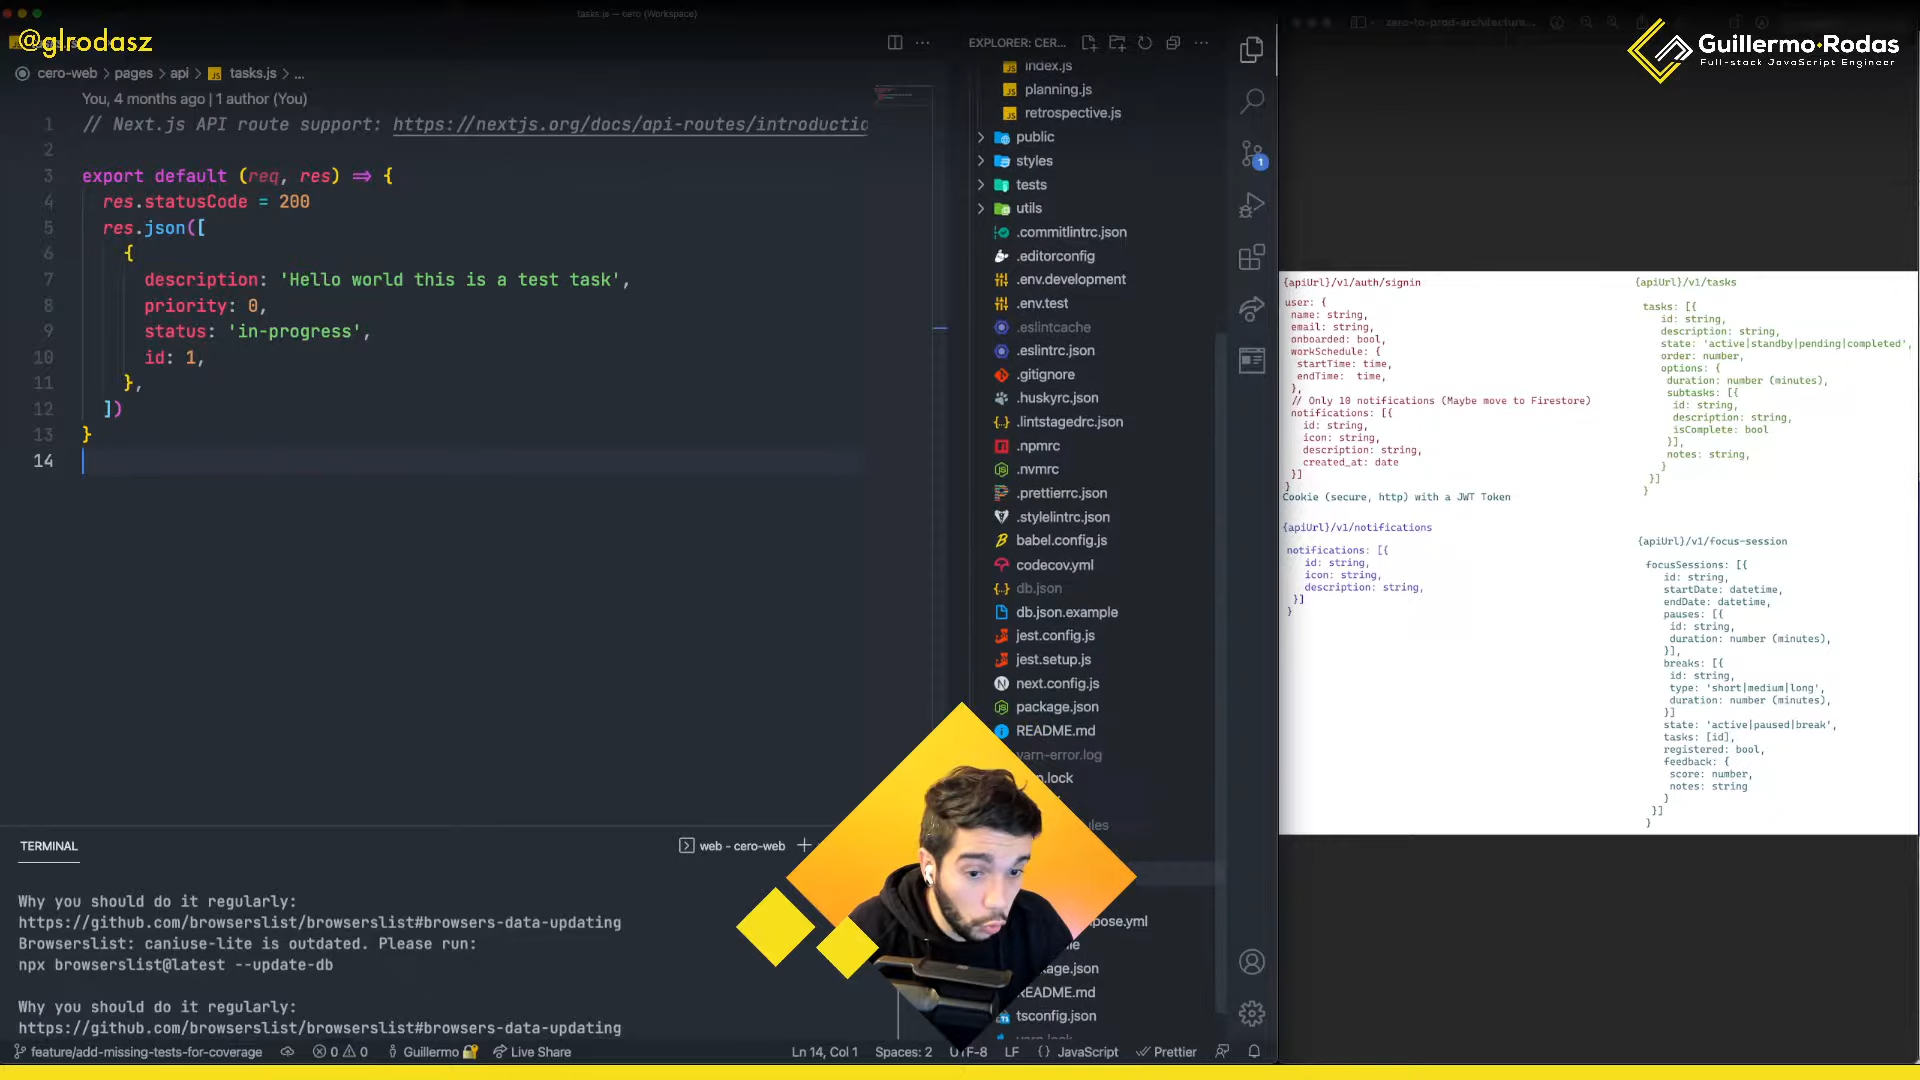 tasks.js — cero (Workspace)
@glrodasz
EXPLORER: CER...
cero-web > pages > api > tasks.js > ...
You, 4 months ago | 1 author (You)
1 // Next.js API route support: https://nextjs.org/docs/api-routes/introductio
2
3 export default (req, res) => {
4 res.statusCode = 200
5 res.json([
6 {
7 description: 'Hello world this is a test task',
8 priority: 0,
9 status: 'in-progress',
10 id: 1,
11 },
12 ])
13 }
14
index.js
planning.js
retrospective.js
public
styles
tests
utils
.commitlintrc.json
.editorconfig
.env.development
.env.test
.eslintcache
.eslintrc.json
.gitignore
.huskyrc.json
.lintstagedrc.json
.npmrc
.nvmrc
.prettierrc.json
.stylelintrc.json
babel.config.js
codecov.yml
db.json
db.json.example
jest.config.js
jest.setup.js
next.config.js
package.json
README.md
yarn-error.log
README.md
tsconfig.json
1
TERMINAL
web - cero-web
Why you should do it regularly:
https://github.com/browserslist/browserslist#browsers-data-updating
Browserslist: caniuse-lite is outdated. Please run:
npx browserslist@latest --update-db
Why you should do it regularly:
https://github.com/browserslist/browserslist#browsers-data-updating
feature/add-missing-tests-for-coverage 0 0 Guillermo Live Share
Ln 14, Col 1 Spaces: 2 UTF-8 LF {} JavaScript Prettier
zero-to-prod-architecture...
Guillermo Rodas
Full-stack JavaScript Engineer
{apiUrl}/v1/auth/signin
user: {
name: string,
email: string,
onboarded: bool,
workSchedule: {
startTime: time,
endTime: time,
},
// Only 10 notifications (Maybe move to Firestore)
notifications: [{
id: string,
icon: string,
description: string,
created_at: date
}]
}
Cookie (secure, http) with a JWT Token
{apiUrl}/v1/notifications
notifications: [{
id: string,
icon: string,
description: string,
}]
}
{apiUrl}/v1/tasks
tasks: [{
id: string,
description: string,
state: 'active|standby|pending|completed',
order: number,
options: {
duration: number (minutes),
subtasks: [{
id: string,
description: string,
isComplete: bool
}],
notes: string,
}
}]
}
{apiUrl}/v1/focus-session
focusSessions: [{
id: string,
startDate: datetime,
endDate: datetime,
pauses: [{
id: string,
duration: number (minutes),
}],
breaks: [{
id: string,
type: 'short|medium|long',
duration: number (minutes),
}]
state: 'active|paused|break',
tasks: [id],
registered: bool,
feedback: {
score: number,
notes: string
}
}]
}